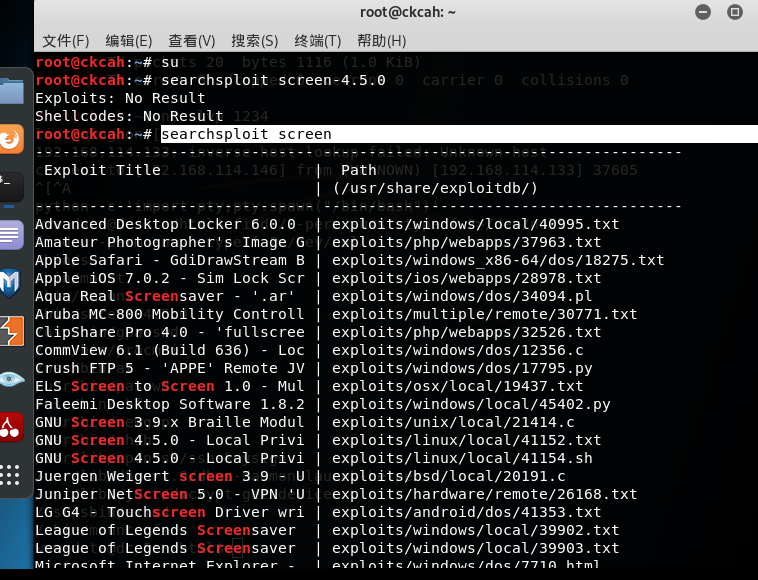 root@ckcah: ~
文件(F) 编辑(E) 查看(V) 搜索(S) 终端(T) 帮助(H)
root@ckcah:~# su
root@ckcah:~# searchsploit screen-4.5.0
Exploits: No Result
Shellcodes: No Result
root@ckcah:~# searchsploit screen
Exploit Title | Path
| (/usr/share/exploitdb/)
Advanced Desktop Locker 6.0.0 | exploits/windows/local/40995.txt
Amateur Photographer's Image G | exploits/php/webapps/37963.txt
Apple Safari - GdiDrawStream B | exploits/windows_x86-64/dos/18275.txt
Apple iOS 7.0.2 - Sim Lock Scr | exploits/ios/webapps/28978.txt
Aqua Real Screensaver - '.ar' | exploits/windows/dos/34094.pl
Aruba MC-800 Mobility Controll | exploits/multiple/remote/30771.txt
ClipShare Pro 4.0 - 'fullscree | exploits/php/webapps/32526.txt
CommView 6.1 (Build 636) - Loc | exploits/windows/dos/12356.c
Crush FTP 5 - 'APPE' Remote JV | exploits/windows/dos/17795.py
ELS Screen to Screen 1.0 - Mul | exploits/osx/local/19437.txt
Faleemi Desktop Software 1.8.2 | exploits/windows/local/45402.py
GNU Screen 3.9.x Braille Modul | exploits/unix/local/21414.c
GNU Screen 4.5.0 - Local Privi | exploits/linux/local/41152.txt
GNU Screen 4.5.0 - Local Privi | exploits/linux/local/41154.sh
Juergen Weigert Screen 3.9 - U | exploits/bsd/local/20191.c
Juniper NetScreen 5.0 - VPN 'U | exploits/hardware/remote/26168.txt
LG G4 - Touchscreen Driver wri | exploits/android/dos/41353.txt
League of Legends Screensaver | exploits/windows/local/39902.txt
League of Legends Screensaver | exploits/windows/local/39903.txt
Microsoft Internet Explorer - | exploits/windows/dos/7710.html